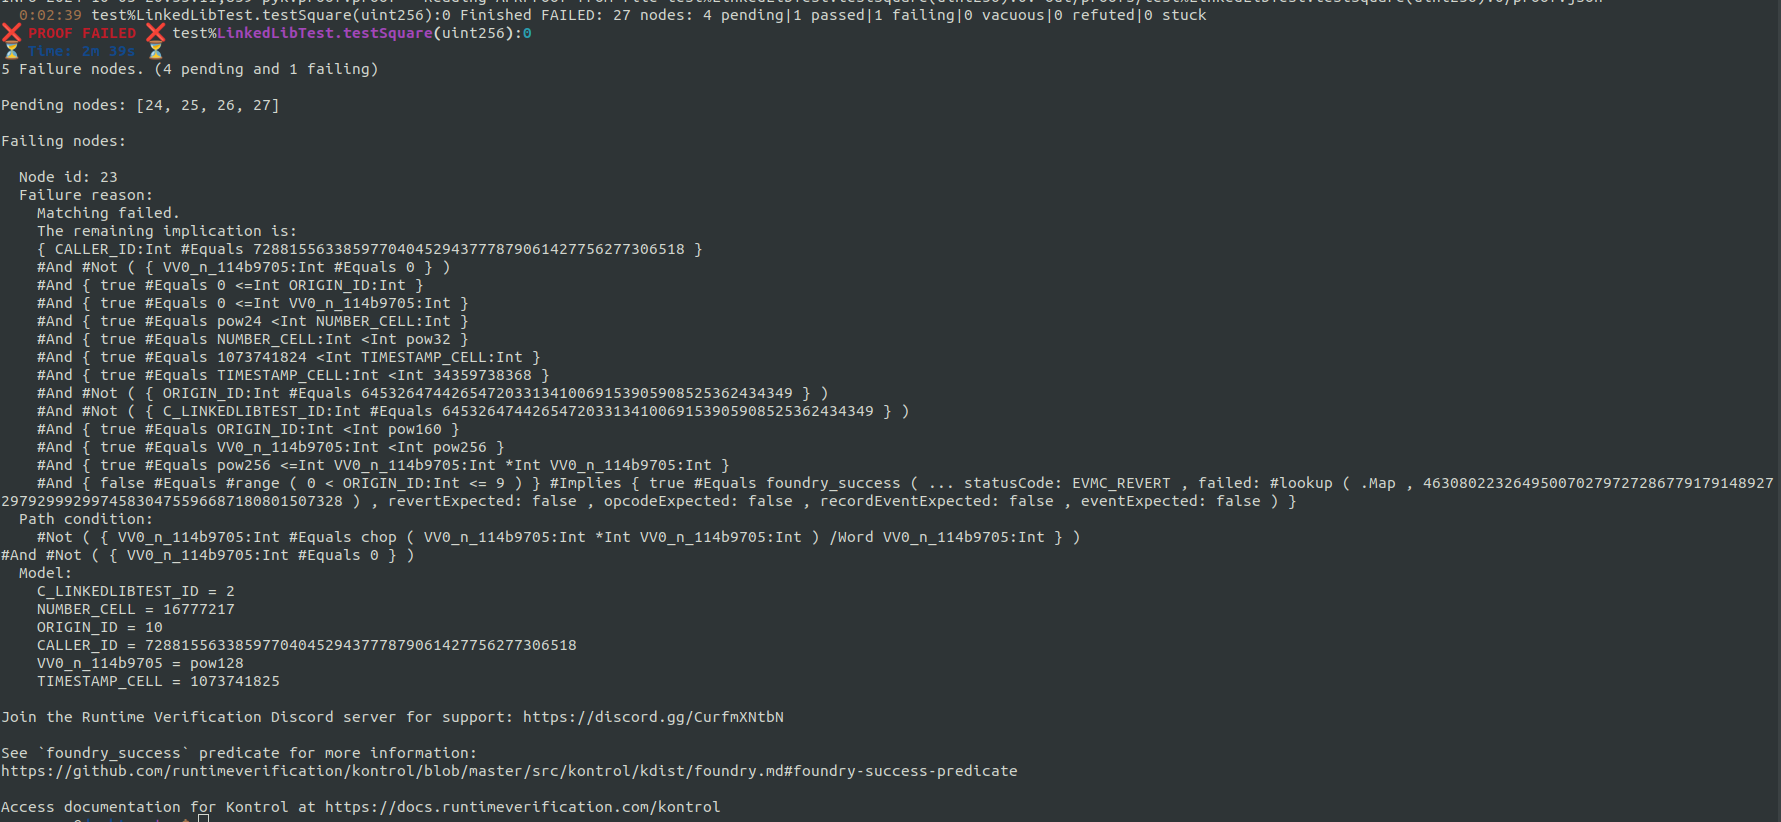 0:02:39 test%LinkedLibTest.testSquare(uint256):0 Finished FAILED: 27 nodes: 4 pending|1 passed|1 failing|0 vacuous|0 refuted|0 stuck
❌ PROOF FAILED ❌ test%LinkedLibTest.testSquare(uint256):0
⏳ Time: 2m 39s ⏳
5 Failure nodes. (4 pending and 1 failing)
Pending nodes: [24, 25, 26, 27]
Failing nodes:
Node id: 23
Failure reason:
Matching failed.
The remaining implication is:
{ CALLER_ID:Int #Equals 728815563385977040452943777879061427756277306518 }
#And #Not ( { VV0_n_114b9705:Int #Equals 0 } )
#And { true #Equals 0 <=Int ORIGIN_ID:Int }
#And { true #Equals 0 <=Int VV0_n_114b9705:Int }
#And { true #Equals pow24 <Int NUMBER_CELL:Int }
#And { true #Equals NUMBER_CELL:Int <Int pow32 }
#And { true #Equals 1073741824 <Int TIMESTAMP_CELL:Int }
#And { true #Equals TIMESTAMP_CELL:Int <Int 34359738368 }
#And #Not ( { ORIGIN_ID:Int #Equals 645326474426547203313410069153905908525362434349 } )
#And #Not ( { C_LINKEDLIBTEST_ID:Int #Equals 645326474426547203313410069153905908525362434349 } )
#And { true #Equals ORIGIN_ID:Int <Int pow160 }
#And { true #Equals VV0_n_114b9705:Int <Int pow256 }
#And { true #Equals pow256 <=Int VV0_n_114b9705:Int *Int VV0_n_114b9705:Int }
#And { false #Equals #range ( 0 < ORIGIN_ID:Int <= 9 ) } #Implies { true #Equals foundry_success ( ... statusCode: EVMC_REVERT , failed: #lookup ( .Map , 46308022326495007027972728677917914892729792999299745830475596687180801507328 ) , revertExpected: false , opcodeExpected: false , recordEventExpected: false , eventExpected: false ) }
Path condition:
#Not ( { VV0_n_114b9705:Int #Equals chop ( VV0_n_114b9705:Int *Int VV0_n_114b9705:Int ) /Word VV0_n_114b9705:Int } )
#And #Not ( { VV0_n_114b9705:Int #Equals 0 } )
Model:
C_LINKEDLIBTEST_ID = 2
NUMBER_CELL = 16777217
ORIGIN_ID = 10
CALLER_ID = 728815563385977040452943777879061427756277306518
VV0_n_114b9705 = pow128
TIMESTAMP_CELL = 1073741825
Join the Runtime Verification Discord server for support: https://discord.gg/CurfmXNtbN
See `foundry_success` predicate for more information:
https://github.com/runtimeverification/kontrol/blob/master/src/kontrol/kdist/foundry.md#foundry-success-predicate
Access documentation for Kontrol at https://docs.runtimeverification.com/kontrol